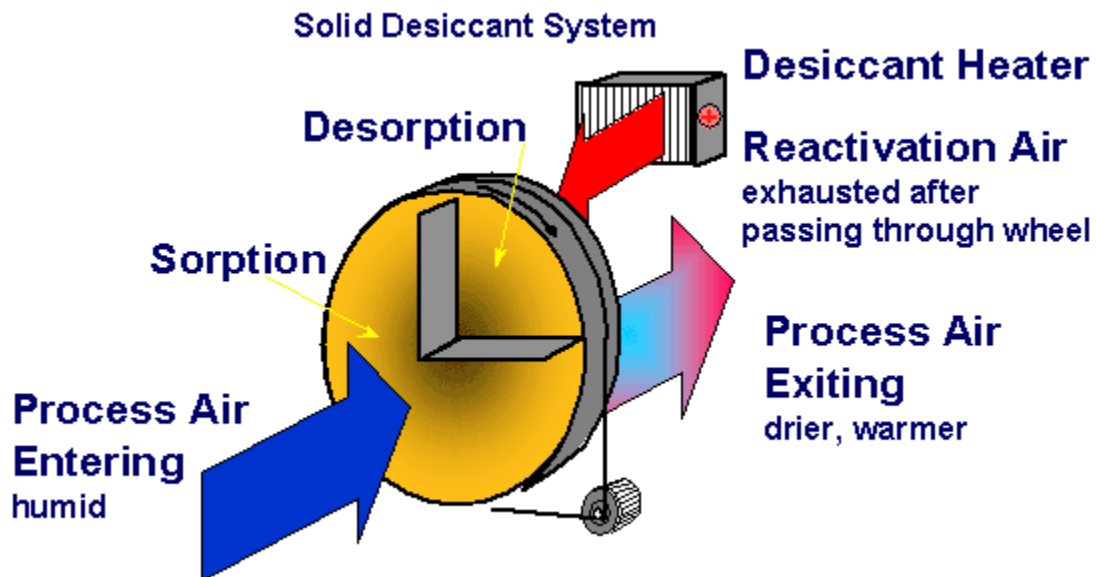 Solid Desiccant System
Desiccant Heater
Desorption
Reactivation Air
exhausted after
passing through wheel
Sorption
Process Air
Exiting
drier, warmer
Process Air
Entering
humid